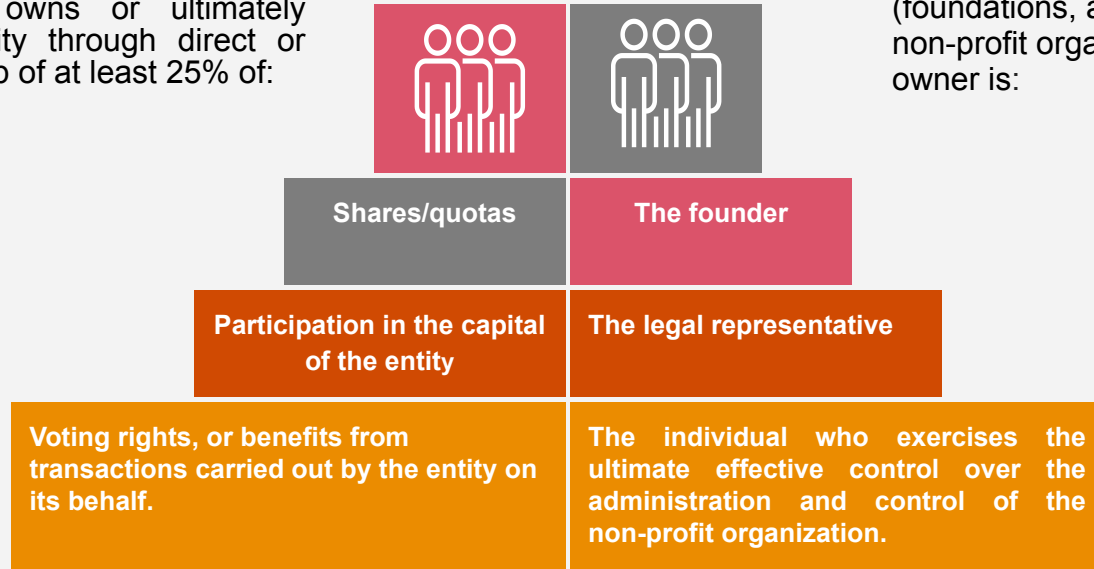 owns or ultimately
through direct or
of at least 25% of:
(foundations,
non-profit
owner is:
Shares/quotas
The founder
Participation in the capital
of the entity
The legal representative
Voting rights, or benefits from
transactions carried out by the entity on
its behalf.
The individual who exercises the
ultimate effective control over the
administration and control of the
non-profit organization.